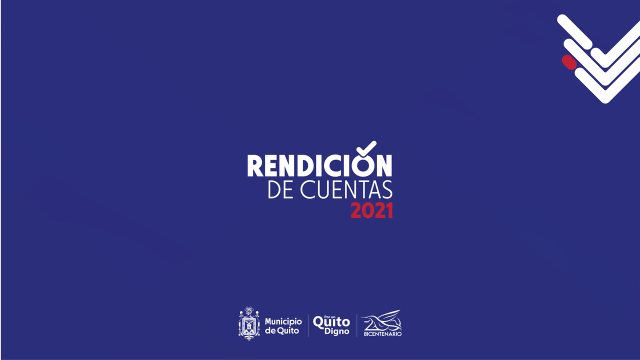 RENDICIÓN
DE CUENTAS
2021
Municipio
de Quito
Quito
Digno
BICENTENARIO